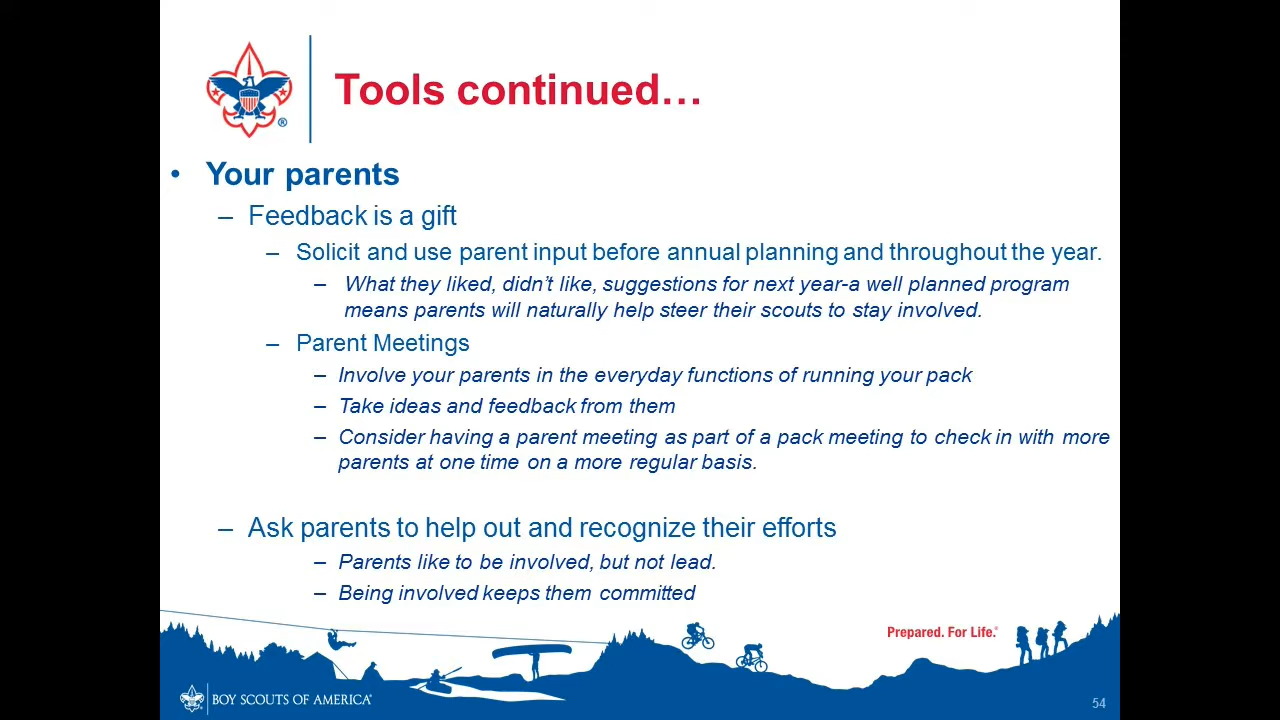 Tools continued…
• Your parents
– Feedback is a gift
– Solicit and use parent input before annual planning and throughout the year.
– What they liked, didn’t like, suggestions for next year-a well planned program
means parents will naturally help steer their scouts to stay involved.
– Parent Meetings
– Involve your parents in the everyday functions of running your pack
– Take ideas and feedback from them
– Consider having a parent meeting as part of a pack meeting to check in with more
parents at one time on a more regular basis.
– Ask parents to help out and recognize their efforts
– Parents like to be involved, but not lead.
– Being involved keeps them committed
Prepared. For Life.®
BOY SCOUTS OF AMERICA®
54